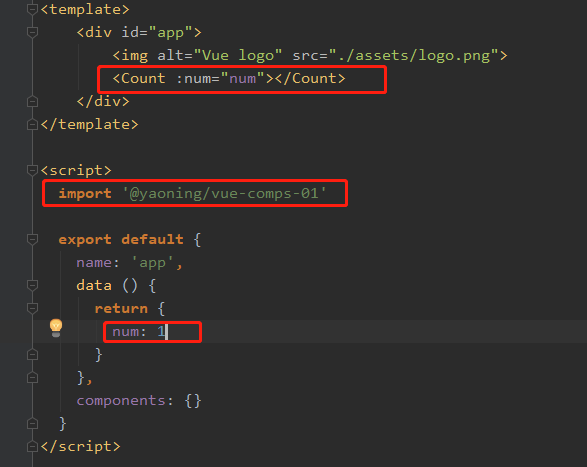 <template>
<div id="app">
<img alt="Vue logo" src="./assets/logo.png">
<Count :num="num"></Count>
</div>
</template>
<script>
import '@yaoning/vue-comps-01'
export default {
name: 'app',
data () {
return {
num: 1
}
},
components: {}
}
</script>